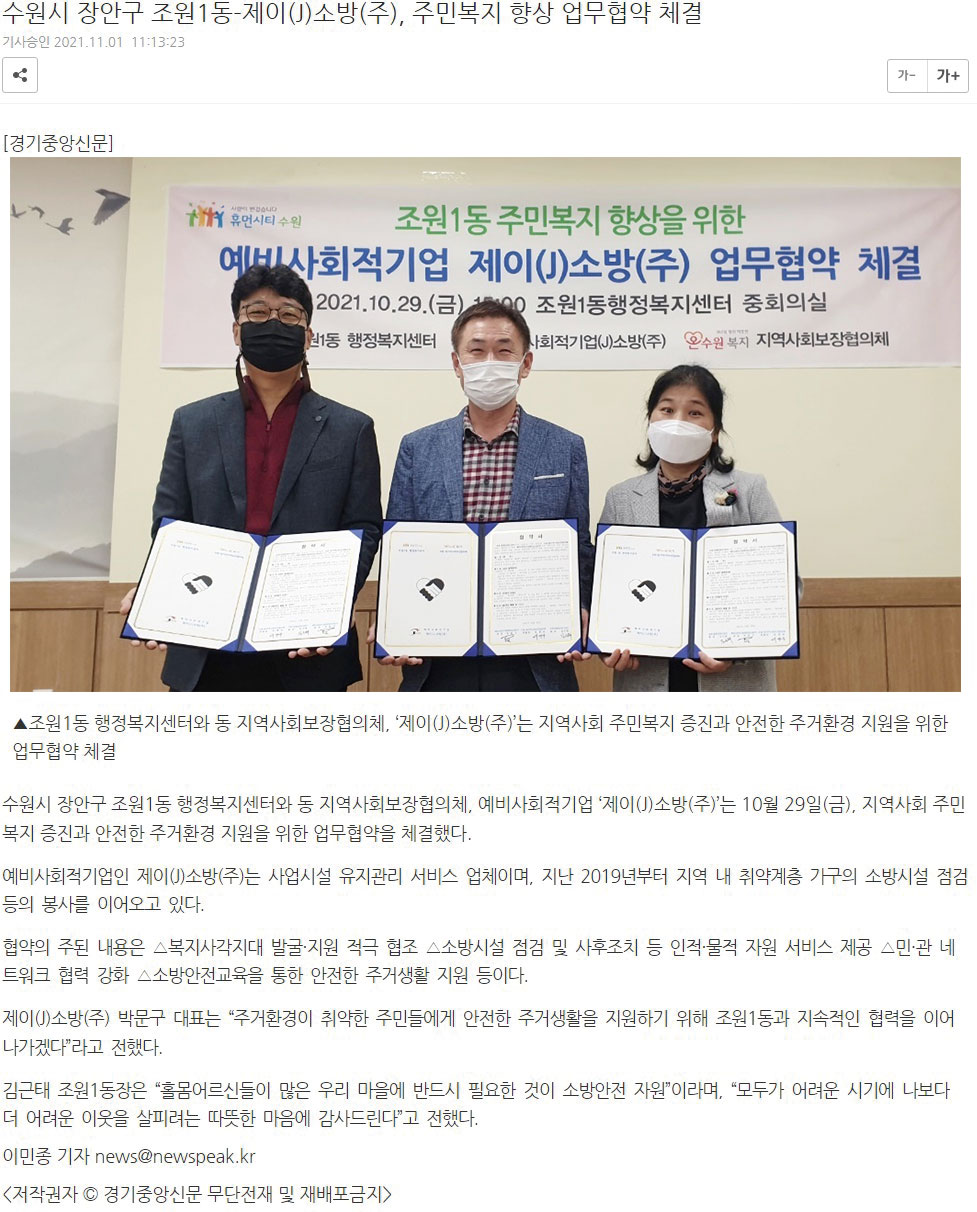 수원시 장안구 조원1동-제이(J)소방(주), 주민복지 향상 업무협약 체결
기사승인 2021.11.01 11:13:23
가- 가+
[경기중앙신문]
휴먼시티 수원
조원1동 주민복지 향상을 위한
예비사회적기업 제이(J)소방(주) 업무협약 체결
2021.10.29.(금) 조원1동행정복지센터 중회의실
1동 행정복지센터 사회적기업(J)소방(주) 온수원 복지 지역사회보장협의체
협약서
협약서
협약서
▲조원1동 행정복지센터와 동 지역사회보장협의체, ‘제이(J)소방(주)’는 지역사회 주민복지 증진과 안전한 주거환경 지원을 위한
업무협약 체결
수원시 장안구 조원1동 행정복지센터와 동 지역사회보장협의체, 예비사회적기업 ‘제이(J)소방(주)’는 10월 29일(금), 지역사회 주민
복지 증진과 안전한 주거환경 지원을 위한 업무협약을 체결했다.
예비사회적기업인 제이(J)소방(주)는 사업시설 유지관리 서비스 업체이며, 지난 2019년부터 지역 내 취약계층 가구의 소방시설 점검
등의 봉사를 이어오고 있다.
협약의 주된 내용은 △복지사각지대 발굴·지원 적극 협조 △소방시설 점검 및 사후조치 등 인적·물적 자원 서비스 제공 △민·관 네
트워크 협력 강화 △소방안전교육을 통한 안전한 주거생활 지원 등이다.
제이(J)소방(주) 박문구 대표는 “주거환경이 취약한 주민들에게 안전한 주거생활을 지원하기 위해 조원1동과 지속적인 협력을 이어
나가겠다”라고 전했다.
김근태 조원1동장은 “홀몸어르신들이 많은 우리 마을에 반드시 필요한 것이 소방안전 자원”이라며, “모두가 어려운 시기에 나보다
더 어려운 이웃을 살피려는 따뜻한 마음에 감사드린다”고 전했다.
이민종 기자 news@newspeak.kr
<저작권자 © 경기중앙신문 무단전재 및 재배포금지>